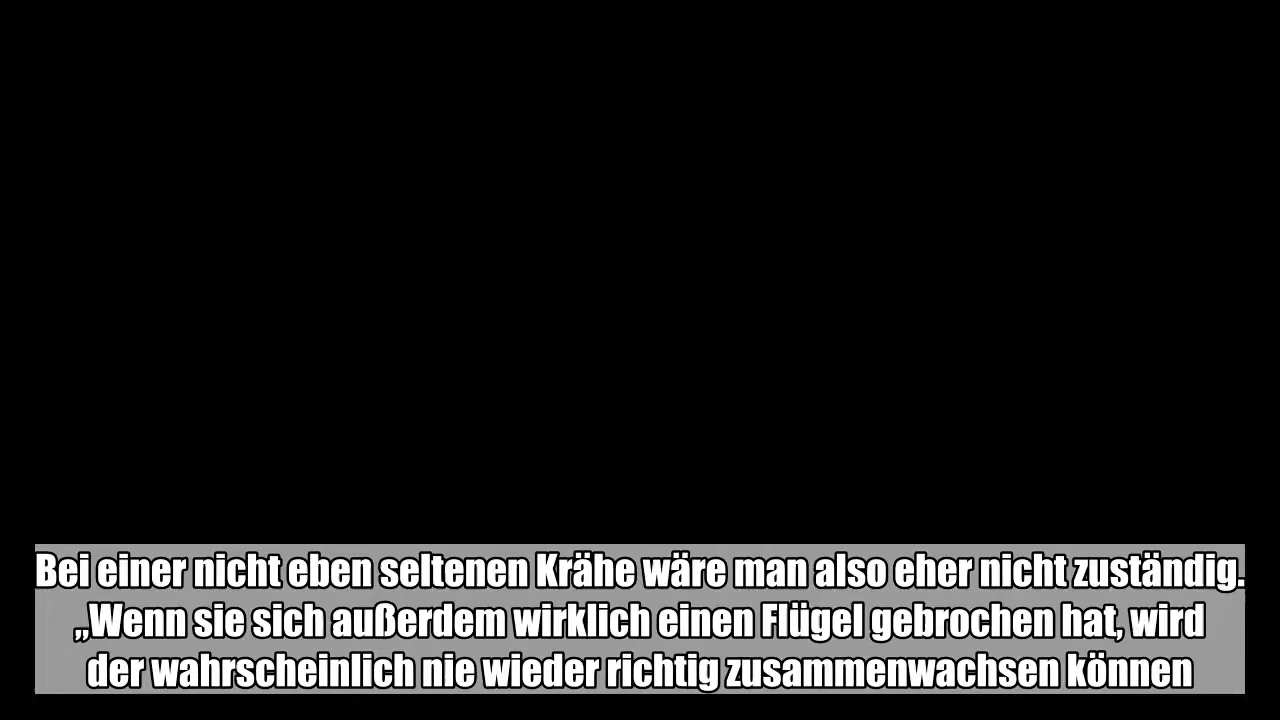 Bei einer nicht eben seltenen Krähe wäre man also eher nicht zuständig.
„Wenn sie sich außerdem wirklich einen Flügel gebrochen hat, wird
der wahrscheinlich nie wieder richtig zusammenwachsen können